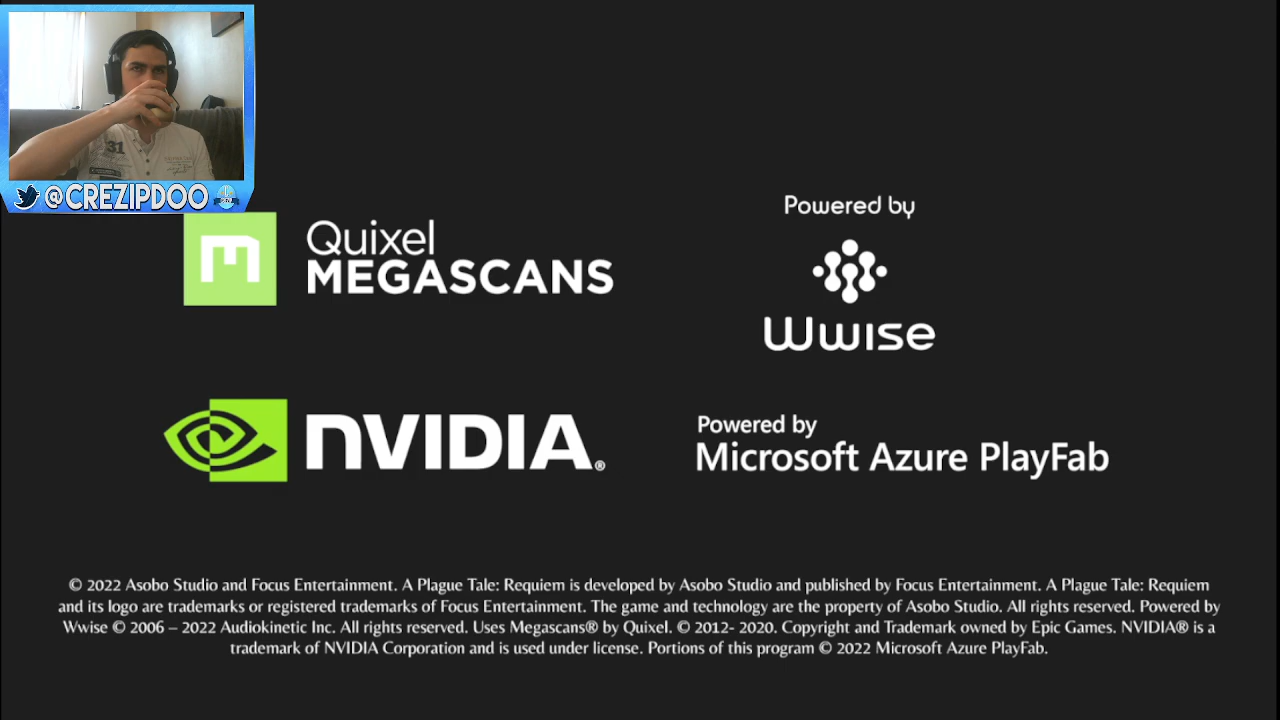 31
@CREZIPDOO
Quixel
MEGASCANS
Powered by
Wwise
NVIDIA®
Powered by
Microsoft Azure PlayFab
© 2022 Asobo Studio and Focus Entertainment. A Plague Tale: Requiem is developed by Asobo Studio and published by Focus Entertainment. A Plague Tale: Requiem
and its logo are trademarks or registered trademarks of Focus Entertainment. The game and technology are the property of Asobo Studio. All rights reserved. Powered by
Wwise © 2006 – 2022 Audiokinetic Inc. All rights reserved. Uses Megascans® by Quixel. © 2012- 2020. Copyright and Trademark owned by Epic Games. NVIDIA® is a
trademark of NVIDIA Corporation and is used under license. Portions of this program © 2022 Microsoft Azure PlayFab.